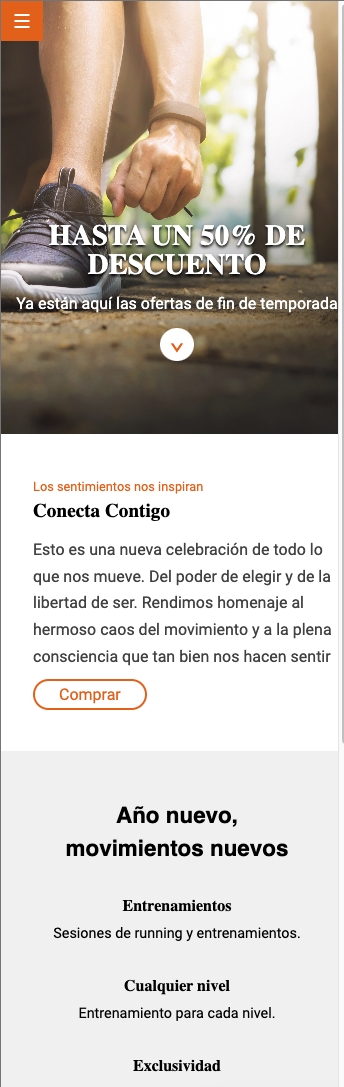 HASTA UN 50% DE
DESCUENTO
Ya están aquí las ofertas de fin de temporada
Los sentimientos nos inspiran
Conecta Contigo
Esto es una nueva celebración de todo lo
que nos mueve. Del poder de elegir y de la
libertad de ser. Rendimos homenaje al
hermoso caos del movimiento y a la plena
consciencia que tan bien nos hacen sentir
Comprar
Año nuevo,
movimientos nuevos
Entrenamientos
Sesiones de running y entrenamientos.
Cualquier nivel
Entrenamiento para cada nivel.
Exclusividad